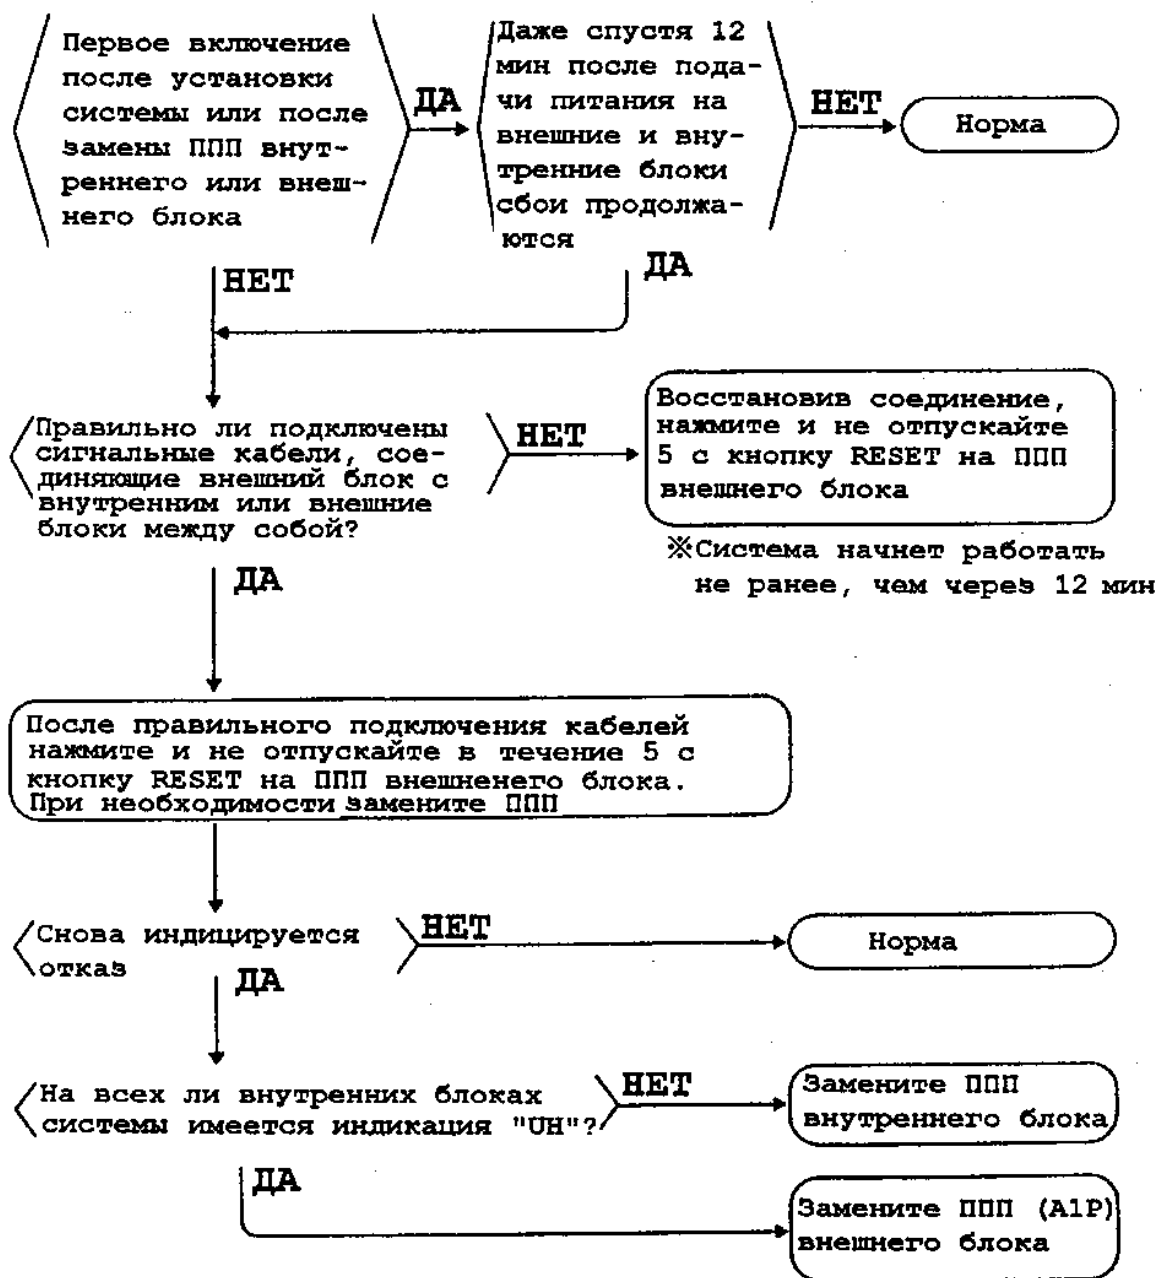 Первое включение
после установки
системы или после
замены ППП внут-
реннего или внеш-
него блока
ДА
Даже спустя 12
мин после пода-
чи питания на
внешние и вну-
тренние блоки
сбои продолжа-
ются
НЕТ
Норма
НЕТ
ДА
Правильно ли подключены
сигнальные кабели, сое-
диняющие внешний блок с
внутренним или внешние
блоки между собой?
НЕТ
Восстановив соединение,
нажмите и не отпускайте
5 с кнопку RESET на ППП
внешнего блока
※Система начнет работать
не ранее, чем через 12 мин
ДА
После правильного подключения кабелей
нажмите и не отпускайте в течение 5 с
кнопку RESET на ППП внешненего блока.
При необходимости замените ППП
Снова индицируется
отказ
НЕТ
Норма
ДА
На всех ли внутренних блоках
системы имеется индикация "UH"?
НЕТ
Замените ППП
внутреннего блока
ДА
Замените ППП (A1P)
внешнего блока